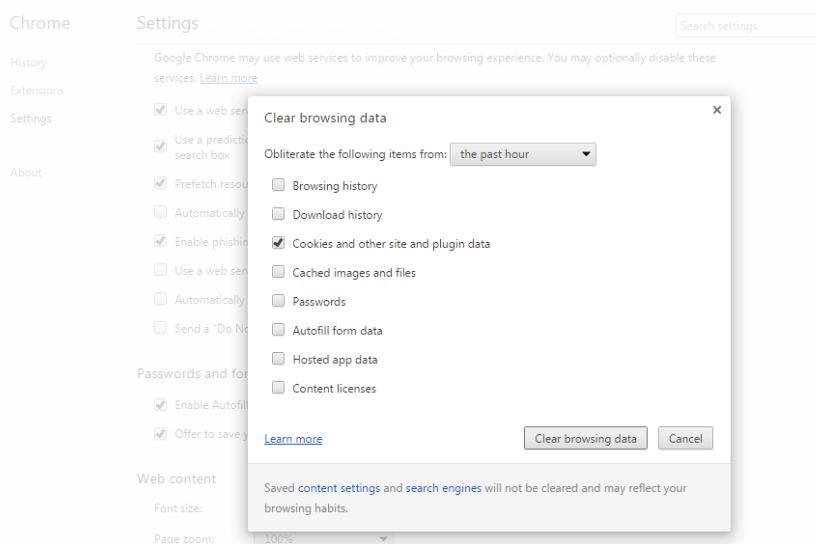 Chrome
Settings
Search settings
History
Extensions
Settings
About
Google Chrome may use web services to improve your browsing experience. You may optionally disable these
services. Learn more
Use a web ser
Use a predictio
search box
Prefetch resou
Automatically
Enable phishin
Use a web ser
Automatically
Send a "Do No
Passwords and for
Enable Autofill
Offer to save y
Web content
Font size:
Page zoom:
100%
Clear browsing data
×
Obliterate the following items from: the past hour
Browsing history
Download history
Cookies and other site and plugin data
Cached images and files
Passwords
Autofill form data
Hosted app data
Content licenses
Learn more
Clear browsing data
Cancel
Saved content settings and search engines will not be cleared and may reflect your
browsing habits.